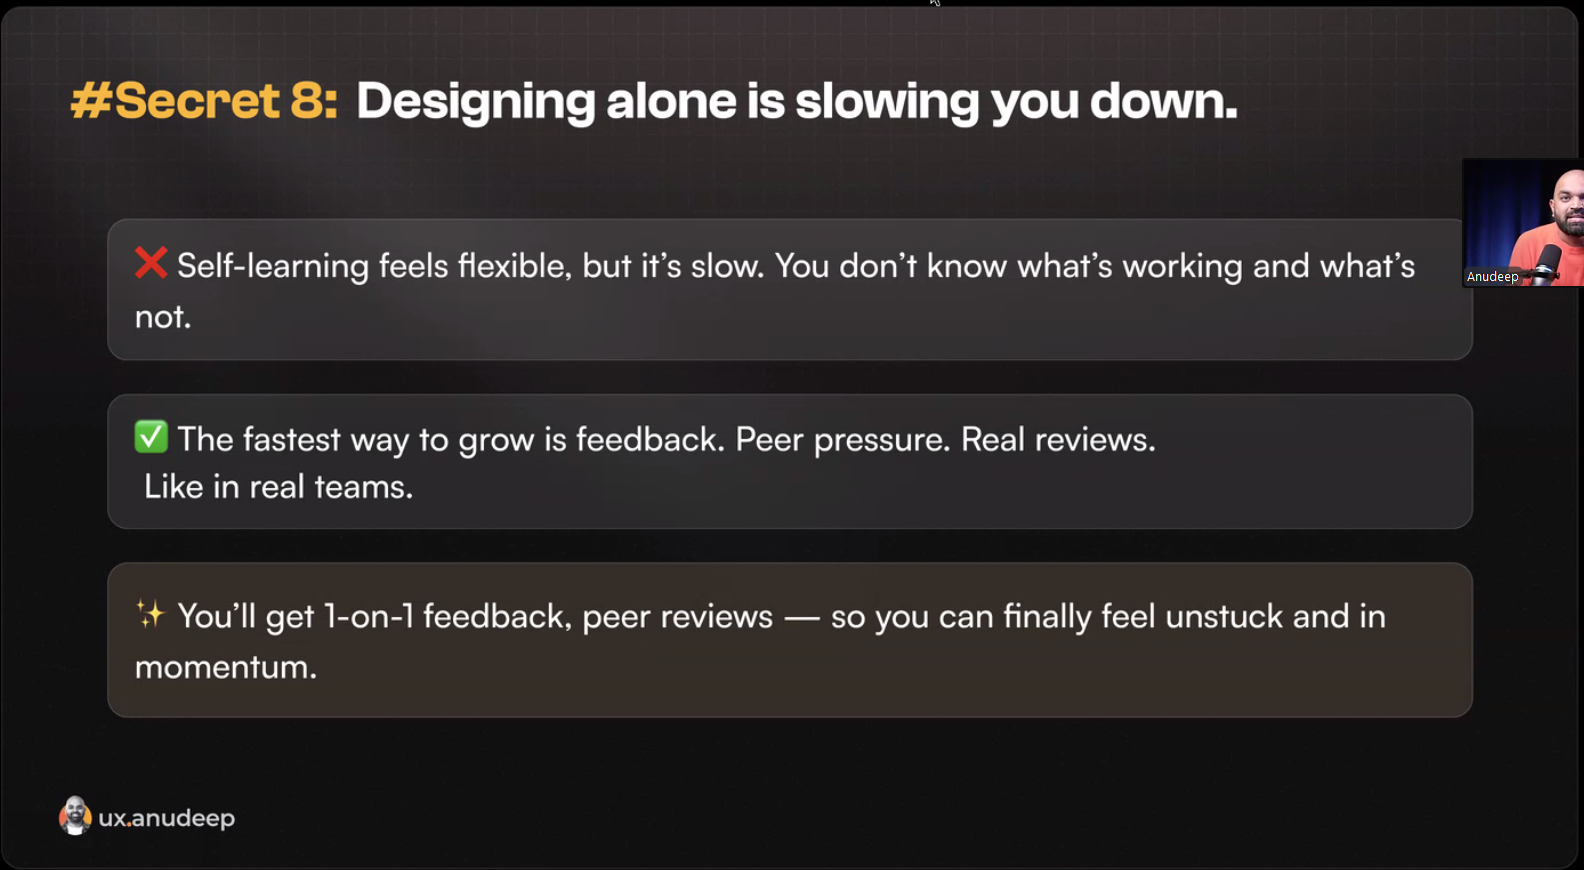 #Secret 8: Designing alone is slowing you down.
❌ Self-learning feels flexible, but it’s slow. You don’t know what’s working and what’s
not.
Anudeep
✅ The fastest way to grow is feedback. Peer pressure. Real reviews.
Like in real teams.
✨ You’ll get 1-on-1 feedback, peer reviews — so you can finally feel unstuck and in
momentum.
ux.anudeep